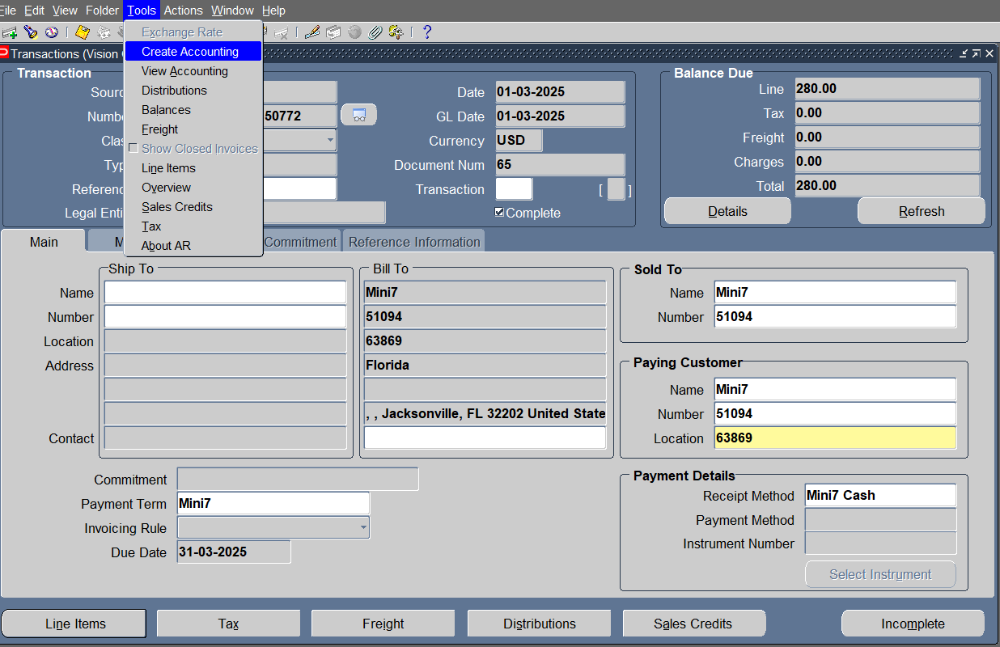 File Edit View Folder Tools Actions Window Help
Exchange Rate
Create Accounting
View Accounting
Distributions
Balances
Freight
Show Closed Invoices
Line Items
Overview
Sales Credits
Tax
About AR
Transactions (Vision
Transaction
Date 01-03-2025
50772
GL Date 01-03-2025
Currency USD
Document Num 65
Transaction [ ]
Complete
Balance Due
Line 280.00
Tax 0.00
Freight 0.00
Charges 0.00
Total 280.00
Details Refresh
Main M Commitment Reference Information
Ship To
Name
Number
Location
Address
Contact
Bill To
Mini7
51094
63869
Florida
, , Jacksonville, FL 32202 United State
Sold To
Name Mini7
Number 51094
Paying Customer
Name Mini7
Number 51094
Location 63869
Commitment
Payment Term Mini7
Invoicing Rule
Due Date 31-03-2025
Payment Details
Receipt Method Mini7 Cash
Payment Method
Instrument Number
Select Instrument
Line Items Tax Freight Distributions Sales Credits Incomplete